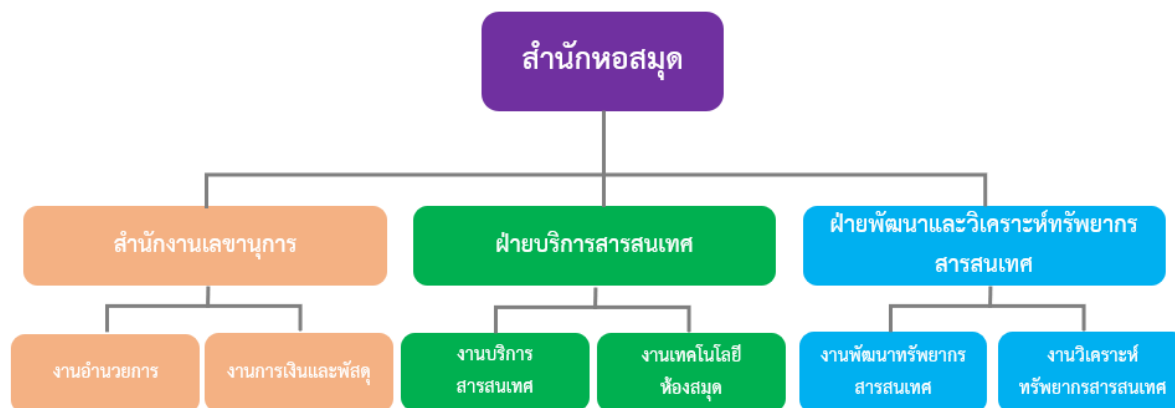 สำนักหอสมุด
สำนักงานเลขานุการ
ฝ่ายบริการสารสนเทศ
ฝ่ายพัฒนาและวิเคราะห์ทรัพยากร
สารสนเทศ
งานอำนวยการ
งานการเงินและพัสดุ
งานบริการ
สารสนเทศ
งานเทคโนโลยี
ห้องสมุด
งานพัฒนาทรัพยากร
สารสนเทศ
งานวิเคราะห์
ทรัพยากรสารสนเทศ